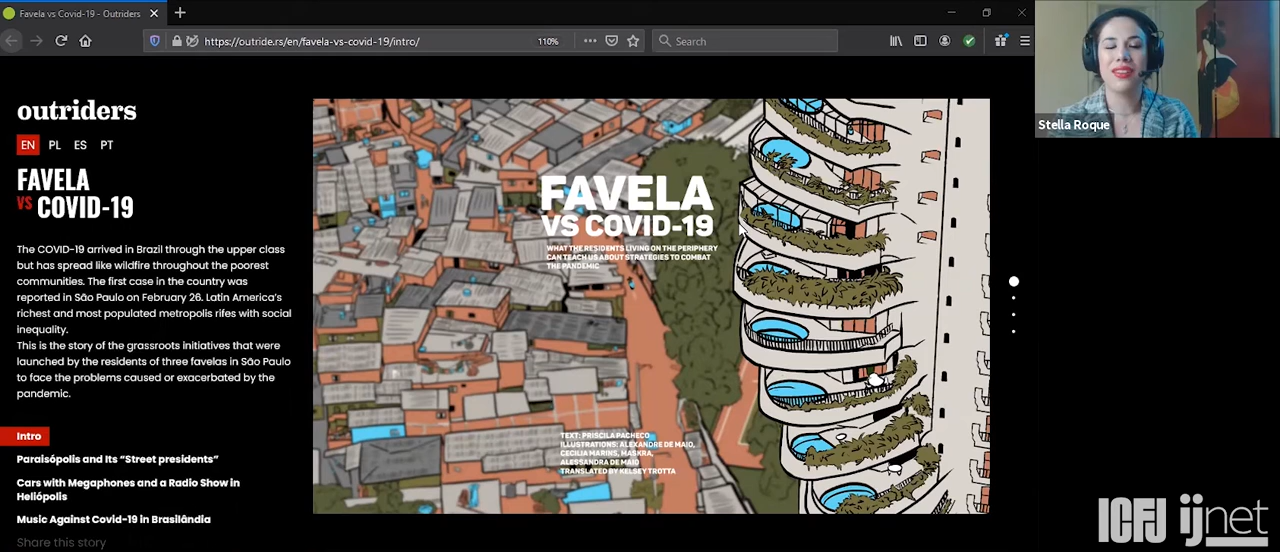 Favela vs Covid-19 - Outriders
https://outride.rs/en/favela-vs-covid-19/intro/
110%
Search
Stella Roque
outriders
EN PL ES PT
FAVELA
VS COVID-19
The COVID-19 arrived in Brazil through the upper class
but has spread like wildfire throughout the poorest
communities. The first case in the country was
reported in São Paulo on February 26. Latin America's
richest and most populated metropolis rifes with social
inequality.
This is the story of the grassroots initiatives that were
launched by the residents of three favelas in São Paulo
to face the problems caused or exacerbated by the
pandemic.
Intro
Paraisópolis and Its “Street presidents”
Cars with Megaphones and a Radio Show in
Heliópolis
Music Against Covid-19 in Brasilândia
Share this story
FAVELA
VS COVID-19
WHAT THE RESIDENTS LIVING ON THE PERIPHERY
CAN TEACH US ABOUT STRATEGIES TO COMBAT
THE PANDEMIC
TEXT: PRISCILA PACHECO
ILLUSTRATIONS: ALEXANDRE DE MAIO,
CECILIA MARINS, MASKRA,
ALESSANDRA DE MAIO
TRANSLATED BY KELSEY TROTTA
ICFJ ijnet